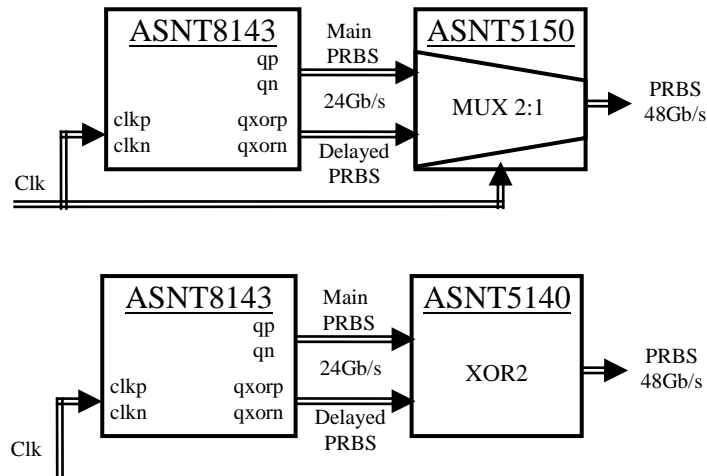 ASNT8143
qp
qn
clkp
clkn
qxorp
qxorn
Main
PRBS
24Gb/s
Delayed
PRBS
ASNT5150
MUX 2:1
PRBS
48Gb/s
Clk
ASNT8143
qp
qn
clkp
clkn
qxorp
qxorn
Main
PRBS
24Gb/s
Delayed
PRBS
ASNT5140
XOR2
PRBS
48Gb/s
Clk